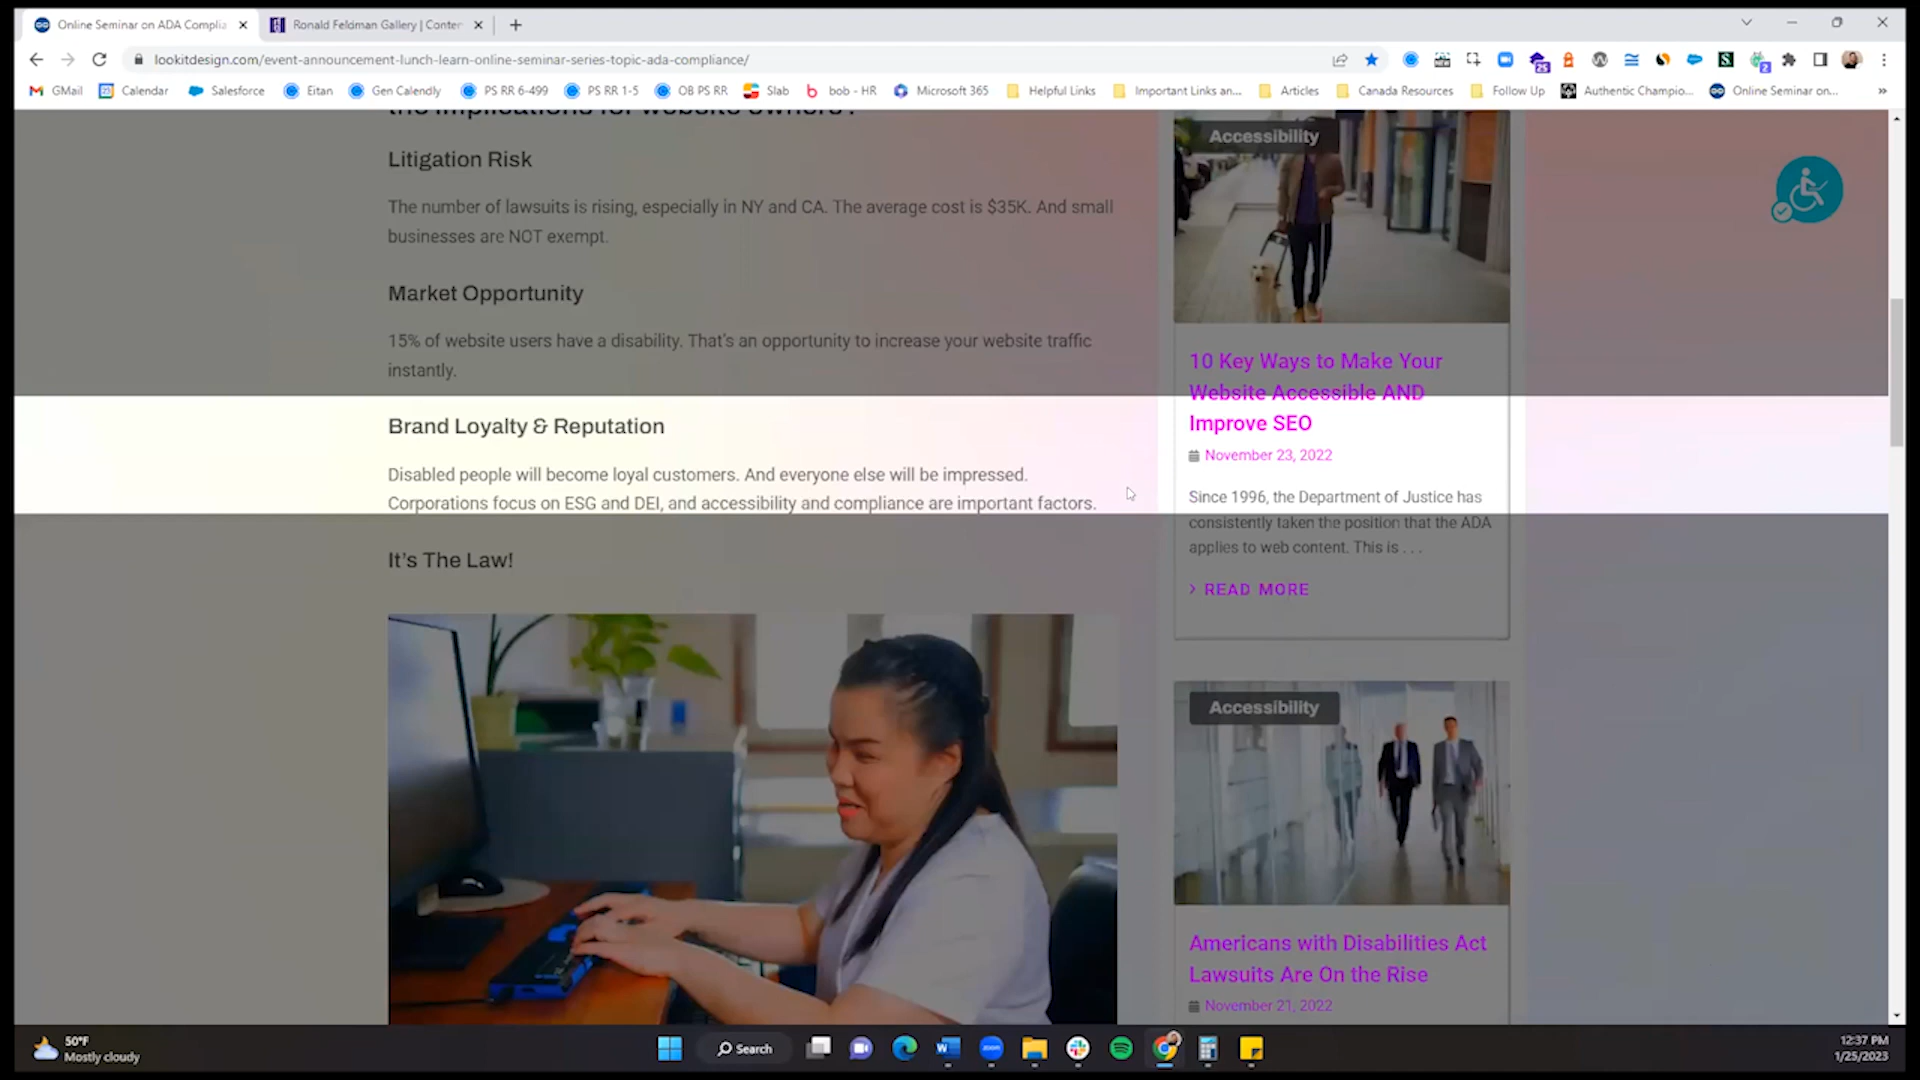 Online Seminar on ADA Complia
Ronald Feldman Gallery | Conter
lookitdesign.com/event-announcement-lunch-learn-online-seminar-series-topic-ada-compliance/
25
2
GMail
Calendar
Salesforce
Eitan
Gen Calendly
PS RR 6-499
PS RR 1-5
OB PS RR
Slab
bob - HR
Microsoft 365
Helpful Links
Important Links an...
Articles
Canada Resources
Follow Up
Authentic Champio...
Online Seminar on...
the implications for website owners?
Litigation Risk
The number of lawsuits is rising, especially in NY and CA. The average cost is $35K. And small
businesses are NOT exempt.
Market Opportunity
15% of website users have a disability. That's an opportunity to increase your website traffic
instantly.
Brand Loyalty & Reputation
Disabled people will become loyal customers. And everyone else will be impressed.
Corporations focus on ESG and DEI, and accessibility and compliance are important factors.
It's The Law!
Accessibility
10 Key Ways to Make Your
Website Accessible AND
Improve SEO
November 23, 2022
Since 1996, the Department of Justice has
consistently taken the position that the ADA
applies to web content. This is . . .
> READ MORE
Accessibility
Americans with Disabilities Act
Lawsuits Are On the Rise
November 21, 2022
50°F
Mostly cloudy
Search
zoom
12:37 PM
1/25/2023